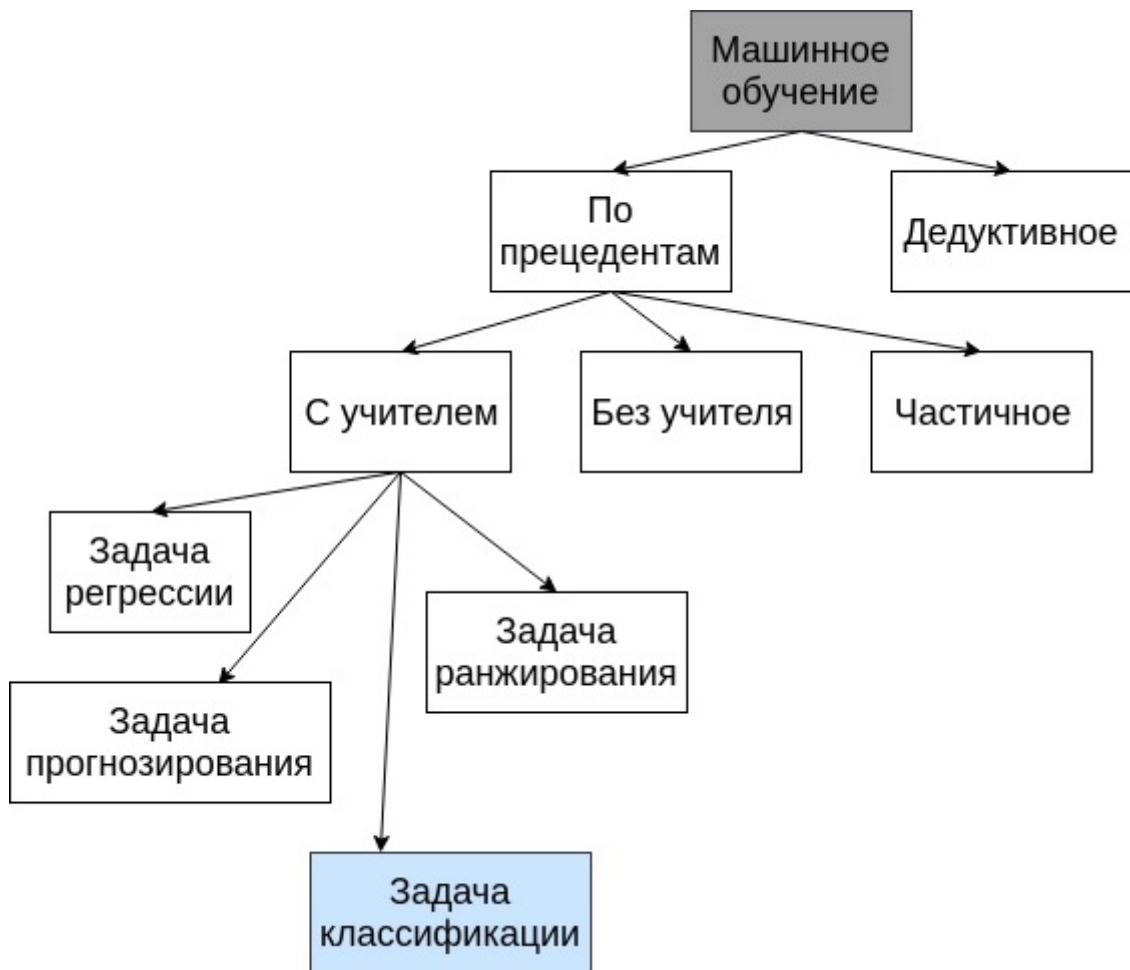 Машинное
обучение
По
прецедентам
Дедуктивное
С учителем
Без учителя
Частичное
Задача
регрессии
Задача
ранжирования
Задача
прогнозирования
Задача
классификации